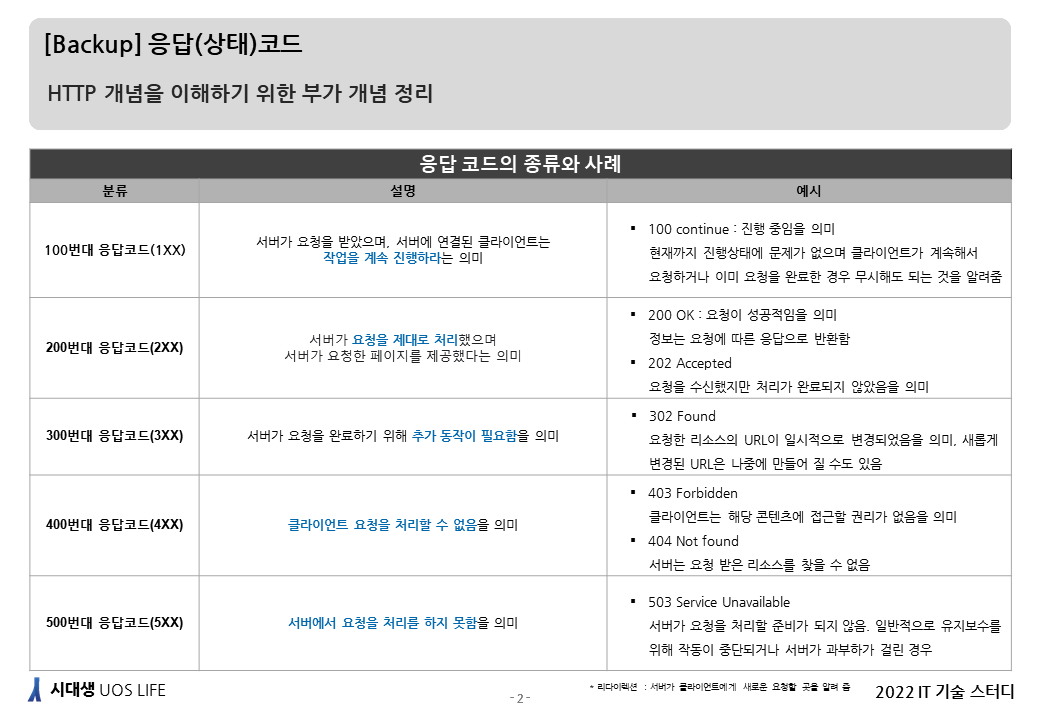 [Backup] 응답(상태)코드
HTTP 개념을 이해하기 위한 부가 개념 정리
응답 코드의 종류와 사례
분류 설명 예시
100번대 응답코드(1XX)
서버가 요청을 받았으며, 서버에 연결된 클라이언트는
작업을 계속 진행하라는 의미
▪ 100 continue : 진행 중임을 의미
현재까지 진행상태에 문제가 없으며 클라이언트가 계속해서
요청하거나 이미 요청을 완료한 경우 무시해도 되는 것을 알려줌
200번대 응답코드(2XX)
서버가 요청을 제대로 처리했으며
서버가 요청한 페이지를 제공했다는 의미
▪ 200 OK : 요청이 성공적임을 의미
정보는 요청에 따른 응답으로 반환함
▪ 202 Accepted
요청을 수신했지만 처리가 완료되지 않았음을 의미
300번대 응답코드(3XX)
서버가 요청을 완료하기 위해 추가 동작이 필요함을 의미
▪ 302 Found
요청한 리소스의 URL이 일시적으로 변경되었음을 의미, 새롭게
변경된 URL은 나중에 만들어 질 수도 있음
400번대 응답코드(4XX)
클라이언트 요청을 처리할 수 없음을 의미
▪ 403 Forbidden
클라이언트는 해당 콘텐츠에 접근할 권리가 없음을 의미
▪ 404 Not found
서버는 요청 받은 리소스를 찾을 수 없음
500번대 응답코드(5XX)
서버에서 요청을 처리를 하지 못함을 의미
▪ 503 Service Unavailable
서버가 요청을 처리할 준비가 되지 않음. 일반적으로 유지보수를
위해 작동이 중단되거나 서버가 과부하가 걸린 경우
시대생 UOS LIFE
- 2 -
* 리다이렉션 : 서버가 클라이언트에게 새로운 요청할 곳을 알려 줌
2022 IT 기술 스터디